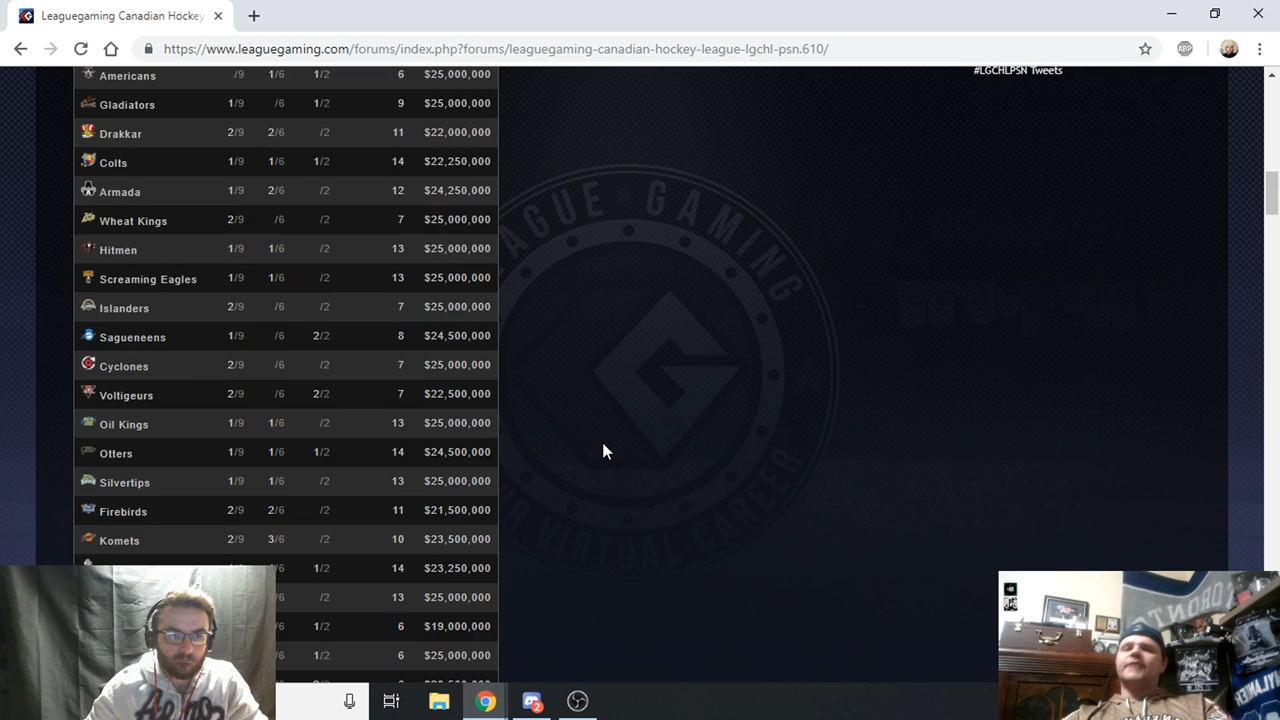 Leaguegaming Canadian Hockey
https://www.leaguegaming.com/forums/index.php?forums/leaguegaming-canadian-hockey-league-lgchl-psn.610/
ABP
#LGCHLPSN Tweets
Americans /9 1/6 1/2 6 $25,000,000
Gladiators 1/9 /6 1/2 9 $25,000,000
Drakkar 2/9 2/6 /2 11 $22,000,000
Colts 1/9 1/6 1/2 14 $22,250,000
Armada 1/9 2/6 /2 12 $24,250,000
Wheat Kings 2/9 /6 /2 7 $25,000,000
Hitmen 1/9 1/6 /2 13 $25,000,000
Screaming Eagles 1/9 1/6 /2 13 $25,000,000
Islanders 2/9 /6 /2 7 $25,000,000
Sagueneens 1/9 /6 2/2 8 $24,500,000
Cyclones 2/9 /6 /2 7 $25,000,000
Voltigeurs 2/9 /6 2/2 7 $22,500,000
Oil Kings 1/9 1/6 /2 13 $25,000,000
Otters 1/9 1/6 1/2 14 $24,500,000
Silvertips 1/9 1/6 /2 13 $25,000,000
Firebirds 2/9 2/6 /2 11 $21,500,000
Komets 2/9 3/6 /2 10 $23,500,000
1/2 14 $23,250,000
/6 /2 13 $25,000,000
/6 1/2 $19,000,000
/6 1/2 6 $25,000,000
LEAGUE GAMING
YOUR VIRTUAL CAREER
2